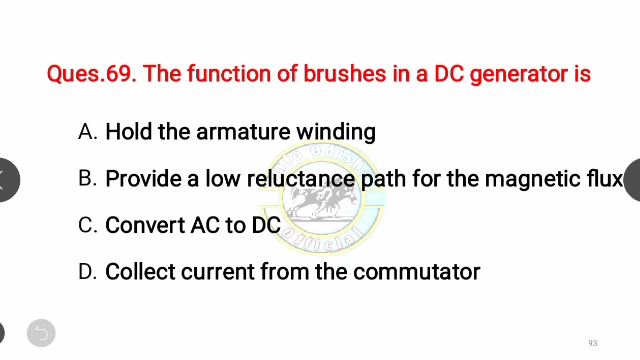 Ques.69. The function of brushes in a DC generator is
A. Hold the armature winding
B. Provide a low reluctance path for the magnetic flux
C. Convert AC to DC
D. Collect current from the commutator
Official
93